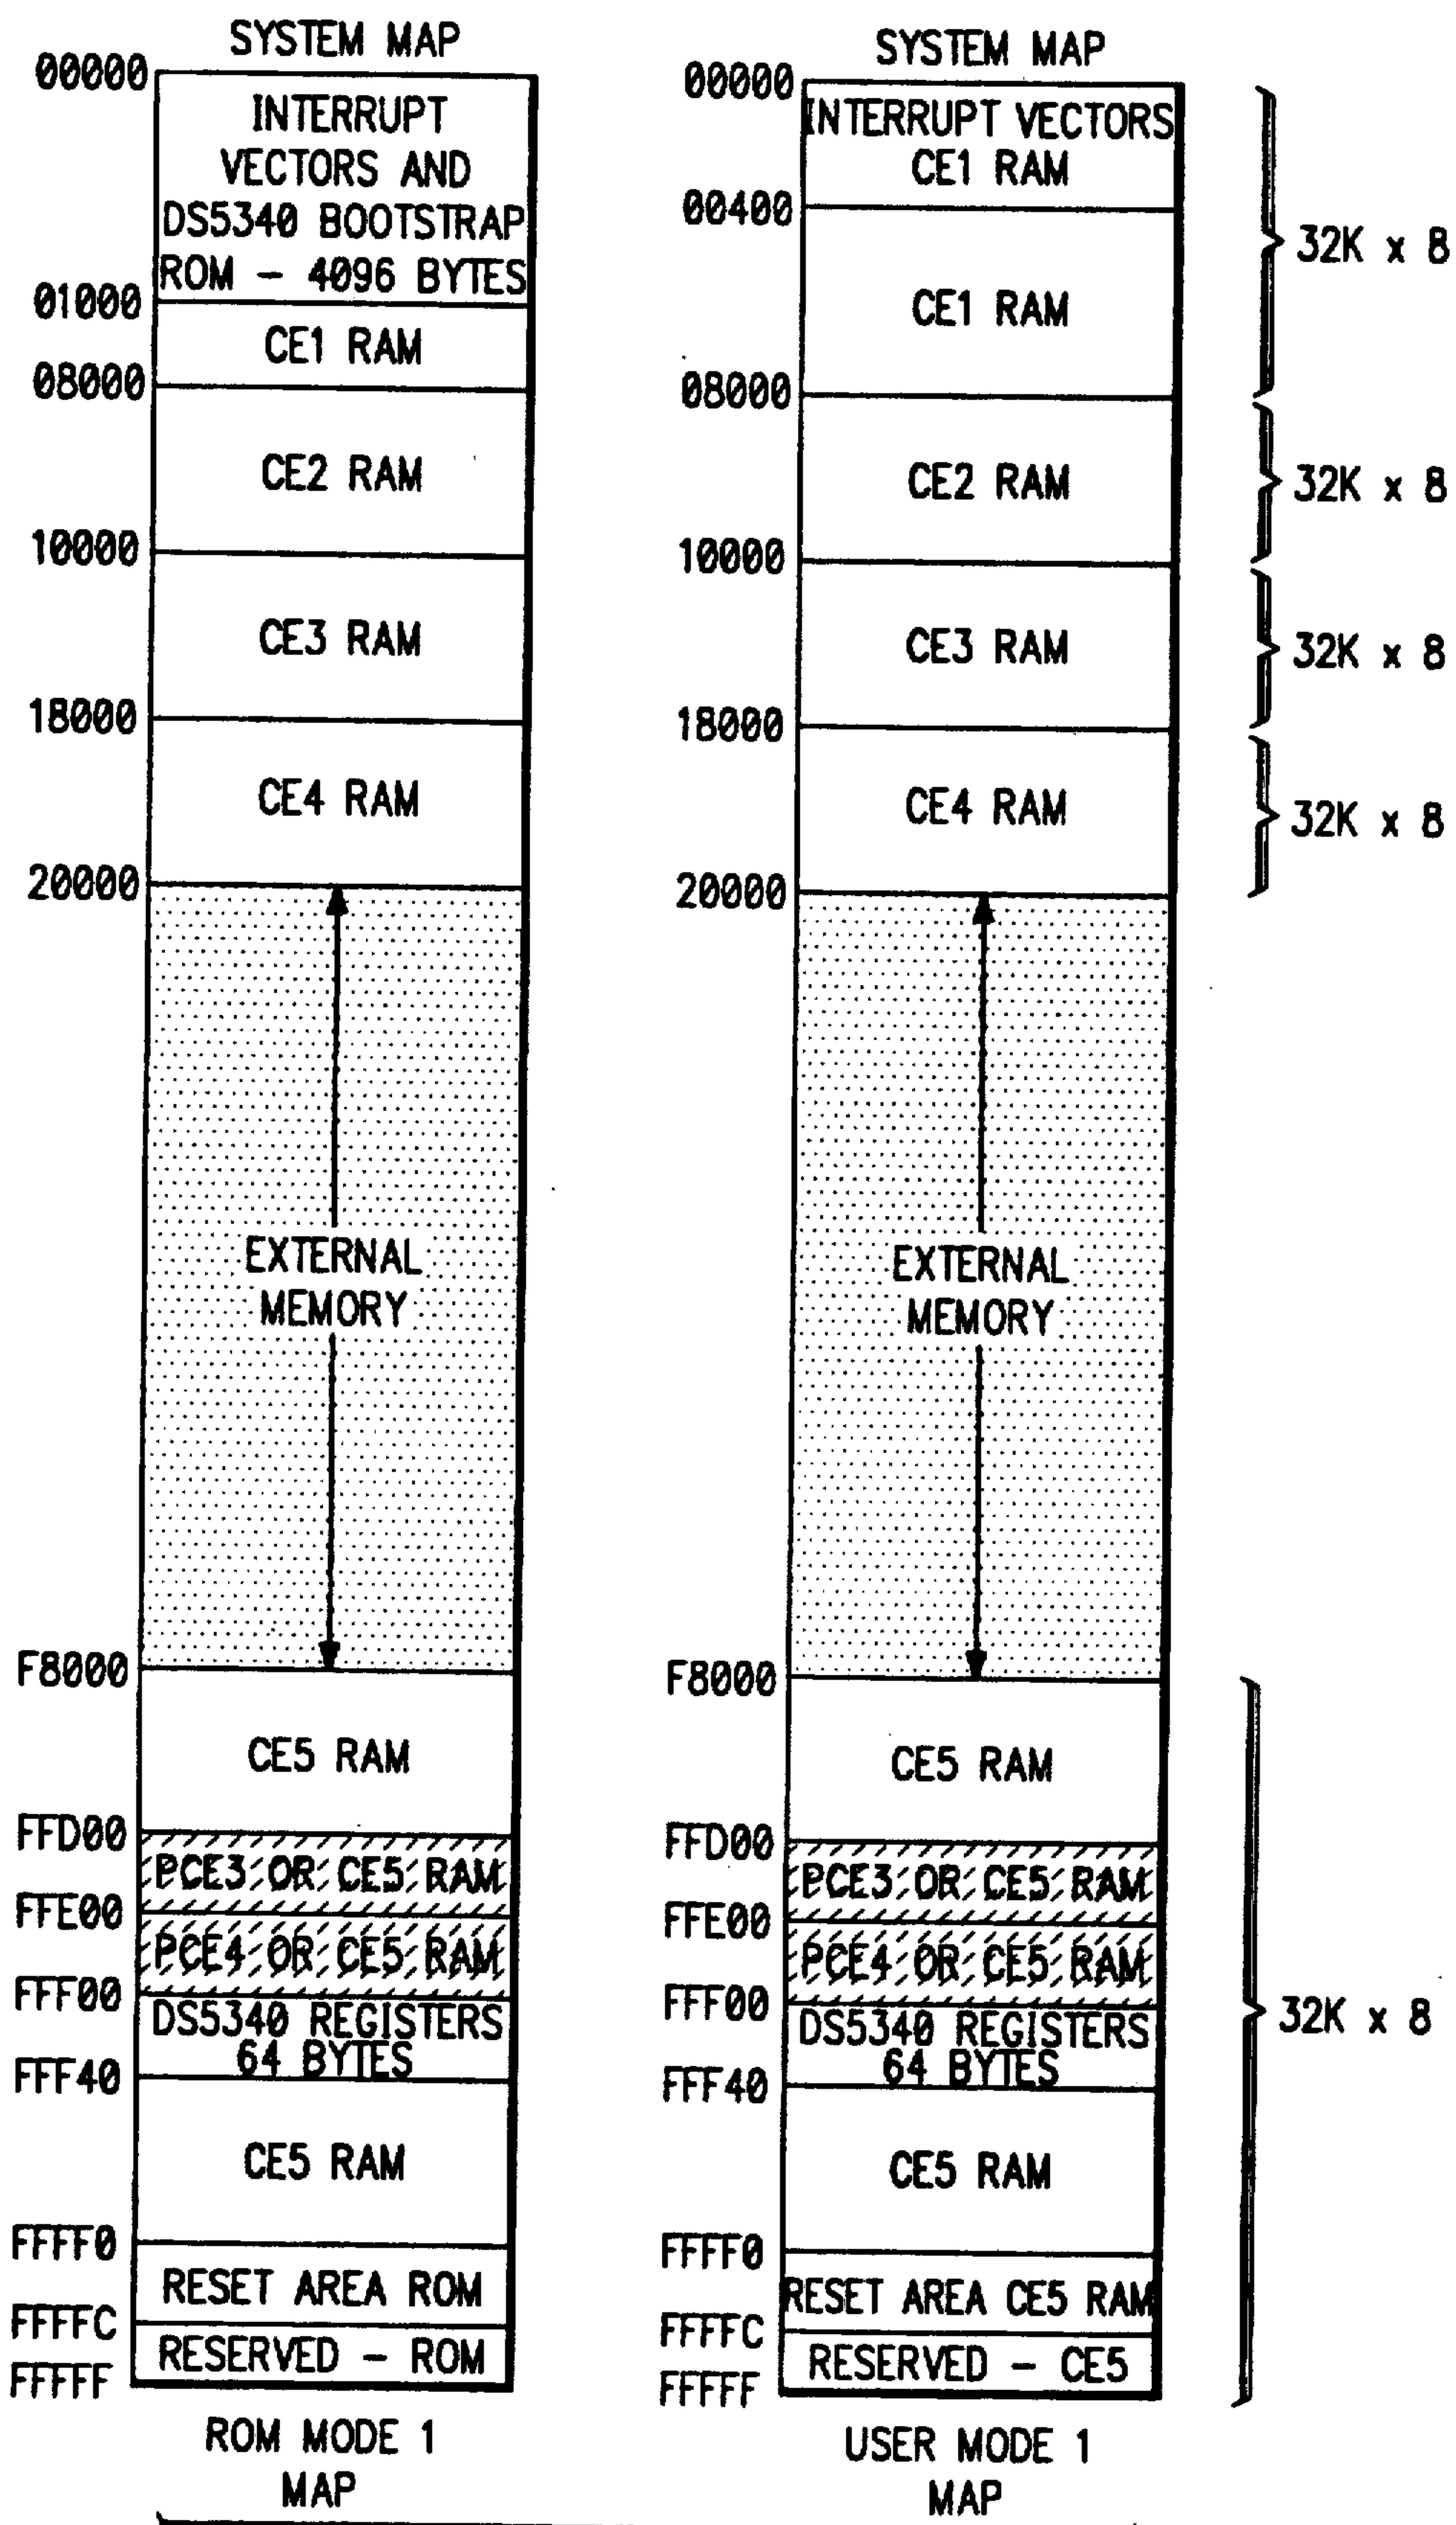 SYSTEM MAP
00000
INTERRUPT
VECTORS AND
DS5340 BOOTSTRAP
ROM - 4096 BYTES
01000
CE1 RAM
08000
CE2 RAM
10000
CE3 RAM
18000
CE4 RAM
20000
EXTERNAL
MEMORY
F8000
CE5 RAM
FFD00
PCE3 OR CE5 RAM
FFE00
PCE4 OR CE5 RAM
FFF00
DS5340 REGISTERS
64 BYTES
FFF40
CE5 RAM
FFFF0
RESET AREA ROM
FFFFC
RESERVED - ROM
FFFFF
ROM MODE 1
MAP
SYSTEM MAP
00000
INTERRUPT VECTORS
CE1 RAM
00400
CE1 RAM
32K x 8
08000
CE2 RAM
32K x 8
10000
CE3 RAM
32K x 8
18000
CE4 RAM
32K x 8
20000
EXTERNAL
MEMORY
F8000
CE5 RAM
FFD00
PCE3 OR CE5 RAM
FFE00
PCE4 OR CE5 RAM
FFF00
DS5340 REGISTERS
64 BYTES
32K x 8
FFF40
CE5 RAM
FFFF0
RESET AREA CE5 RAM
FFFFC
RESERVED - CE5
FFFFF
USER MODE 1
MAP